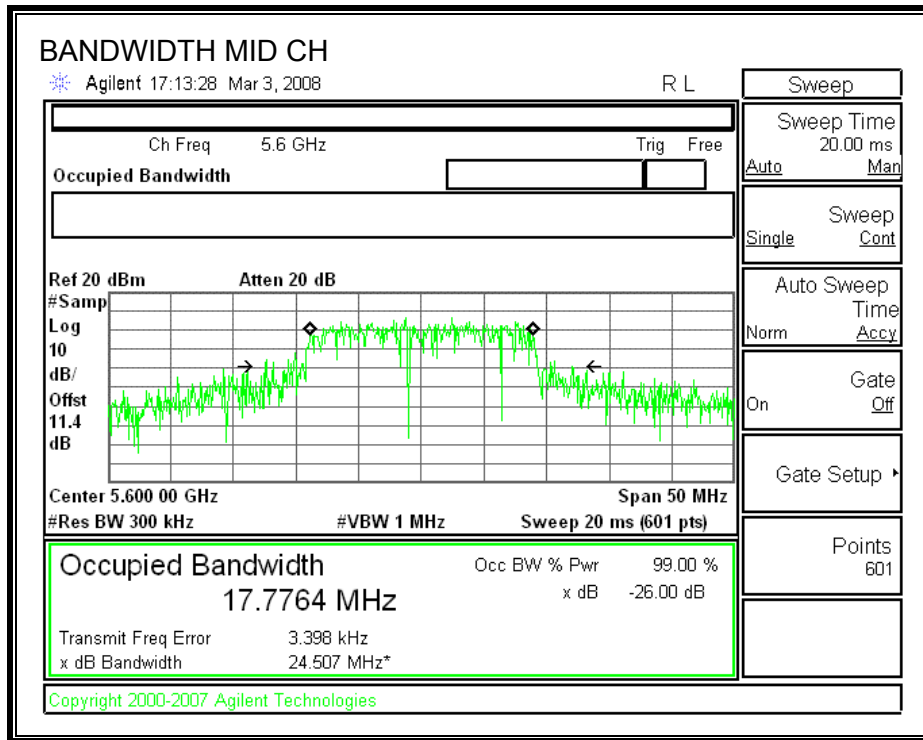 BANDWIDTH MID CH
Agilent 17:13:28 Mar 3, 2008 R L
Ch Freq 5.6 GHz Trig Free
Occupied Bandwidth
Ref 20 dBm Atten 20 dB
#Samp
Log
10
dB/
Offst
11.4
dB
Center 5.600 00 GHz Span 50 MHz
#Res BW 300 kHz #VBW 1 MHz Sweep 20 ms (601 pts)
Occupied Bandwidth Occ BW % Pwr 99.00 %
17.7764 MHz x dB -26.00 dB
Transmit Freq Error 3.398 kHz
x dB Bandwidth 24.507 MHz*
Copyright 2000-2007 Agilent Technologies
Sweep
Sweep Time
20.00 ms
Auto Man
Sweep
Single Cont
Auto Sweep
Time
Norm Accy
Gate
On Off
Gate Setup
Points
601